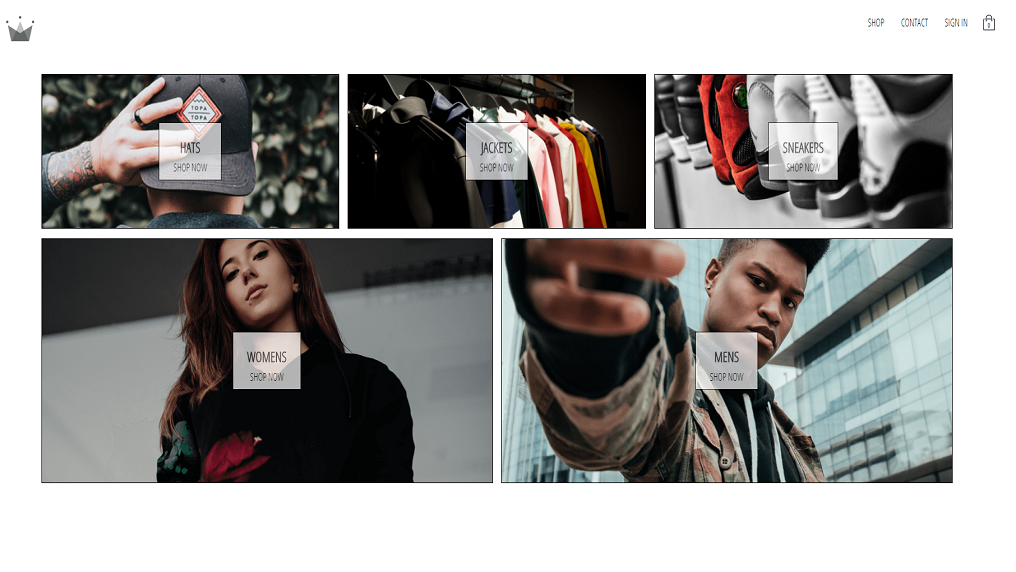 SHOP
CONTACT
SIGN IN
0
TOPA
TOPA
HATS
SHOP NOW
JACKETS
SHOP NOW
SNEAKERS
SHOP NOW
WOMENS
SHOP NOW
MENS
SHOP NOW